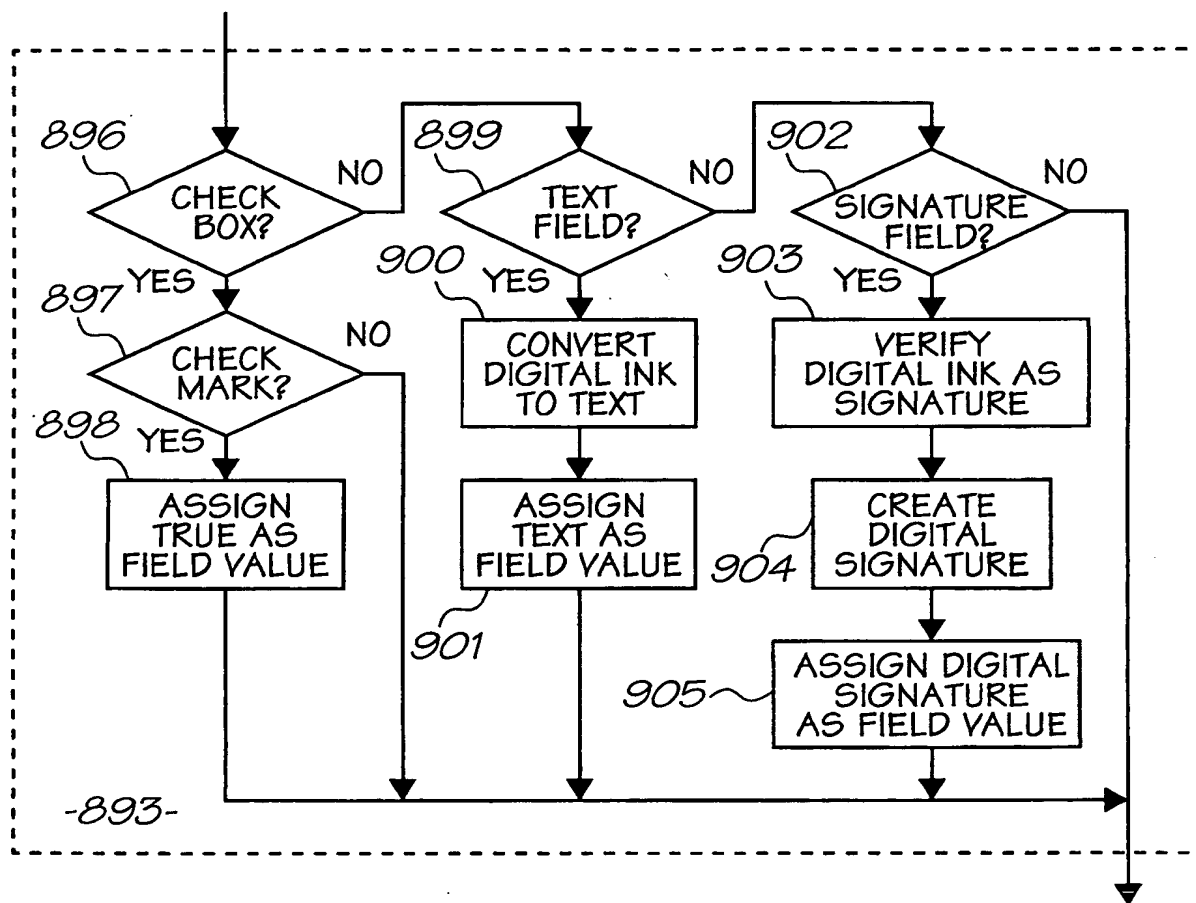 896
CHECK
BOX?
NO
YES
897
CHECK
MARK?
NO
YES
898
ASSIGN
TRUE AS
FIELD VALUE
899
TEXT
FIELD?
NO
YES
900
CONVERT
DIGITAL INK
TO TEXT
ASSIGN
TEXT AS
FIELD VALUE
901
902
SIGNATURE
FIELD?
NO
YES
903
VERIFY
DIGITAL INK AS
SIGNATURE
CREATE
DIGITAL
SIGNATURE
904
ASSIGN DIGITAL
SIGNATURE
AS FIELD VALUE
905
-893-